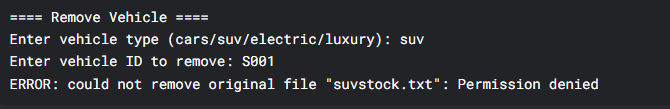 ==== Remove Vehicle ====
Enter vehicle type (cars/suv/electric/luxury): suv
Enter vehicle ID to remove: S001
ERROR: could not remove original file "suvstock.txt": Permission denied